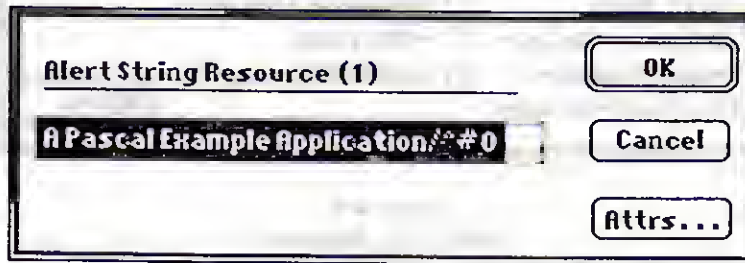 Alert String Resource (1)
OK
A Pascal Example Application/^#0
Cancel
Attrs...